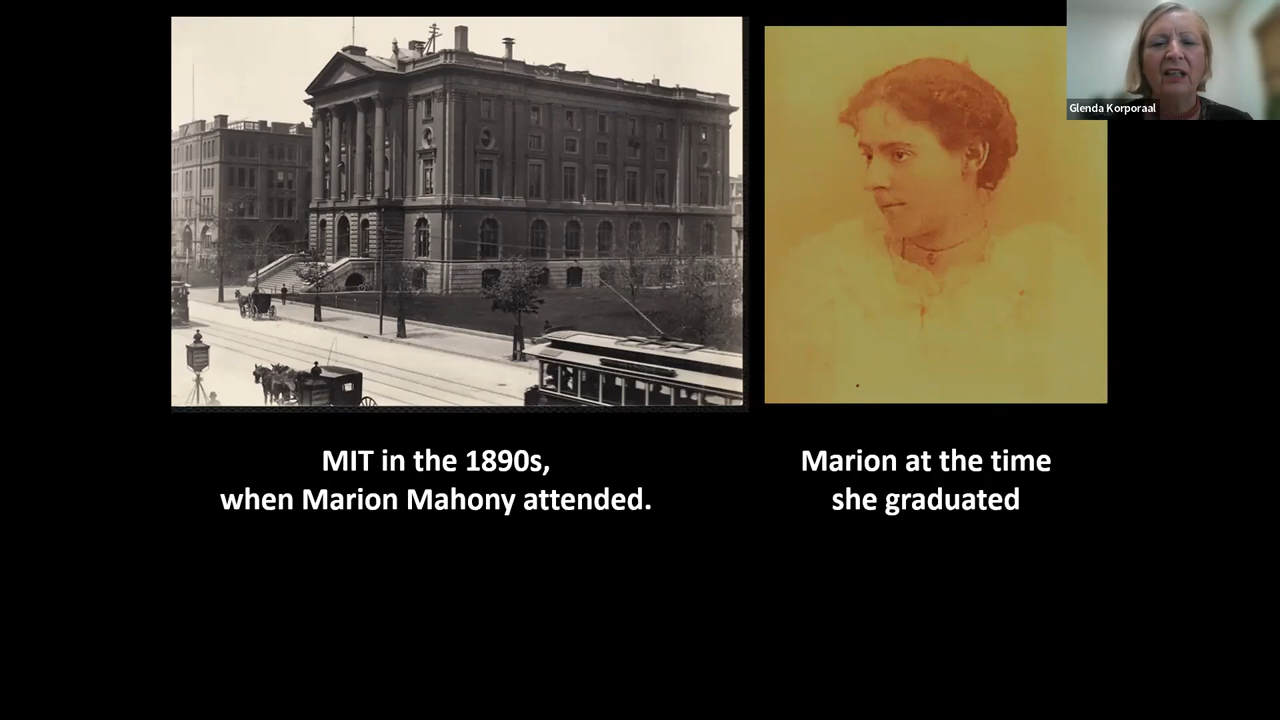 Glenda Korporaal
MIT in the 1890s,
when Marion Mahony attended.
Marion at the time
she graduated